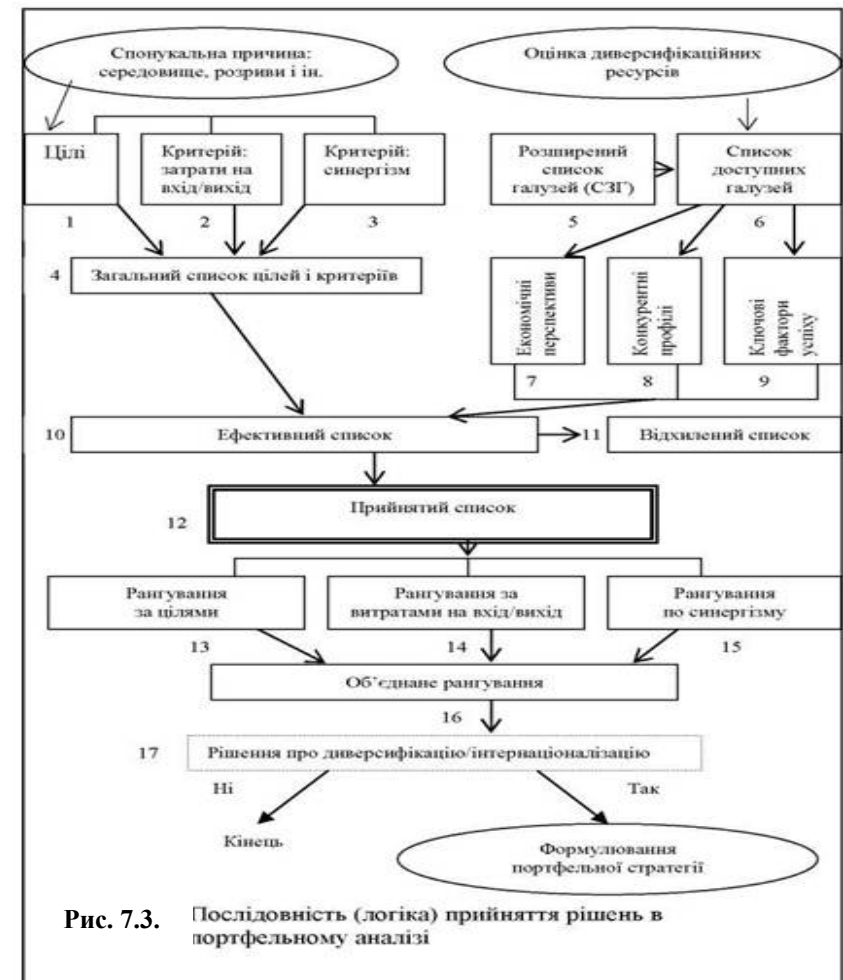 Спонукальна причина:
середовище, розриви і ін.
Оцінка диверсифікаційних
ресурсів
Цілі
Критерій:
затрати на
вхід/вихід
Критерій:
синергізм
Розширений
список
галузей (СЗГ)
Список
доступних
галузей
1
2
3
5
6
4
Загальний список цілей і критеріїв
Економічні
перспективи
Конкурентні
профілі
Ключові
фактори
успіху
7
8
9
10
Ефективний список
11
Відхилений список
12
Прийнятий список
Рангування
за цілями
Рангування за
витратами на вхід/вихід
Рангування
по синергізму
13
14
15
Об’єднане рангування
16
17
Рішення про диверсифікацію/інтернаціоналізацію
Ні
Так
Кінець
Формулювання
портфельної стратегії
Рис. 7.3. Послідовність (логіка) прийняття рішень в
портфельному аналізі